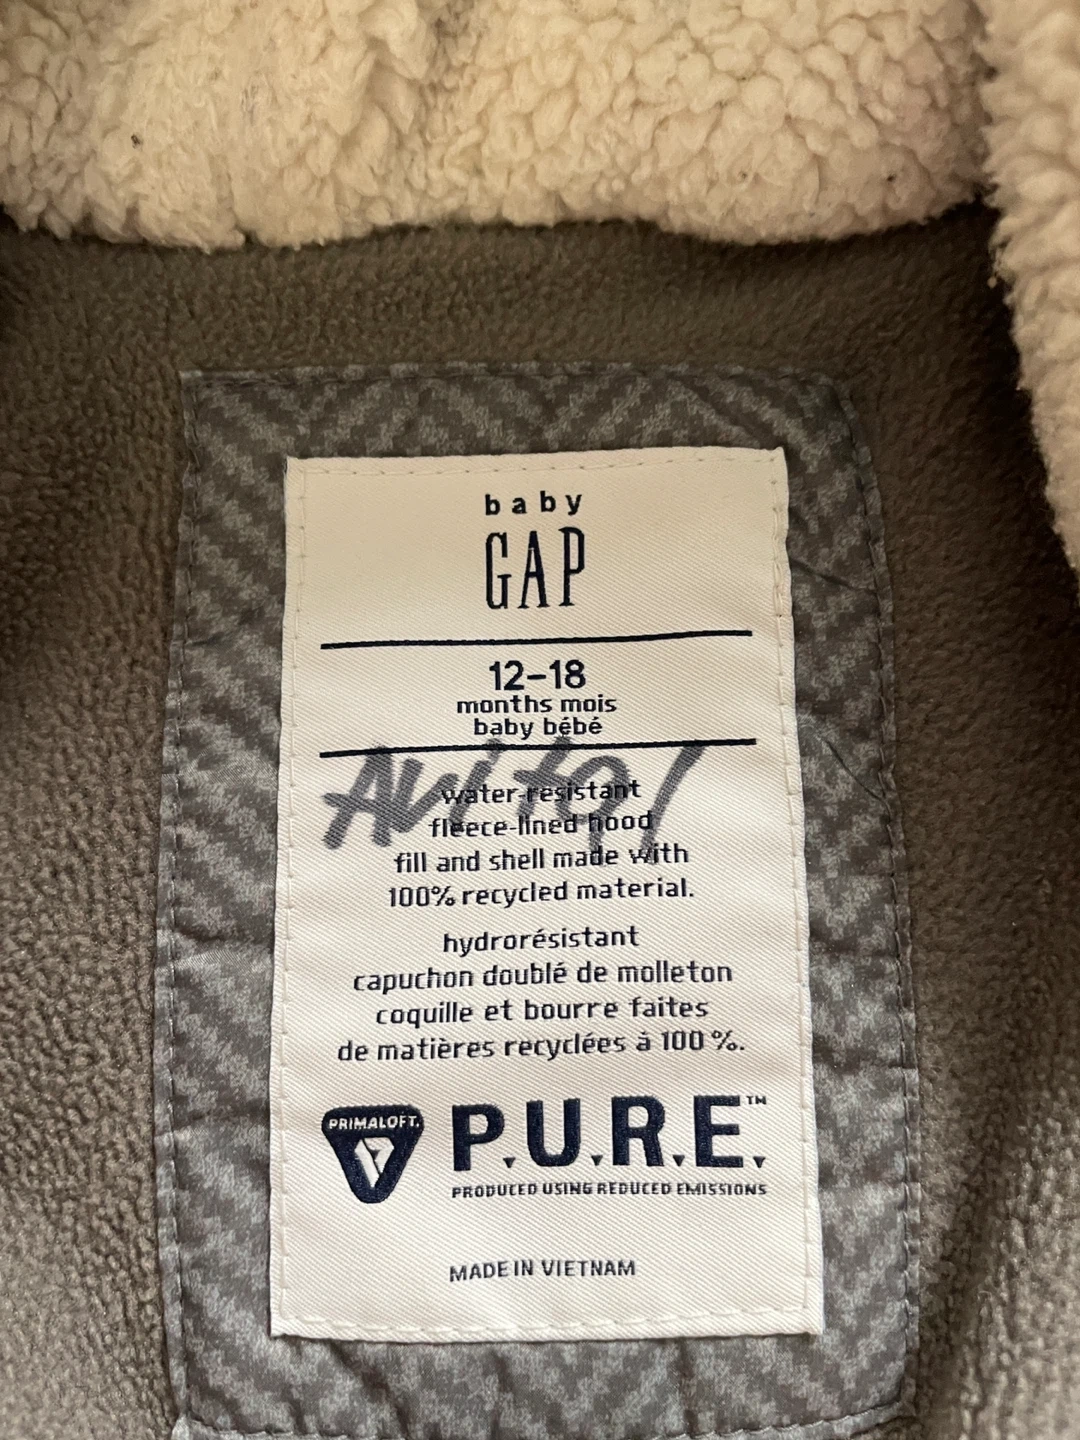 baby
GAP
12-18
months mois
baby bébé
water-resistant
fleece-lined hood
fill and shell made with
100% recycled material.
hydrorésistant
capuchon doublé de molleton
coquille et bourre faites
de matières recyclées à 100 %.
PRIMALOFT.
P.U.R.E.™
PRODUCED USING REDUCED EMISSIONS
MADE IN VIETNAM